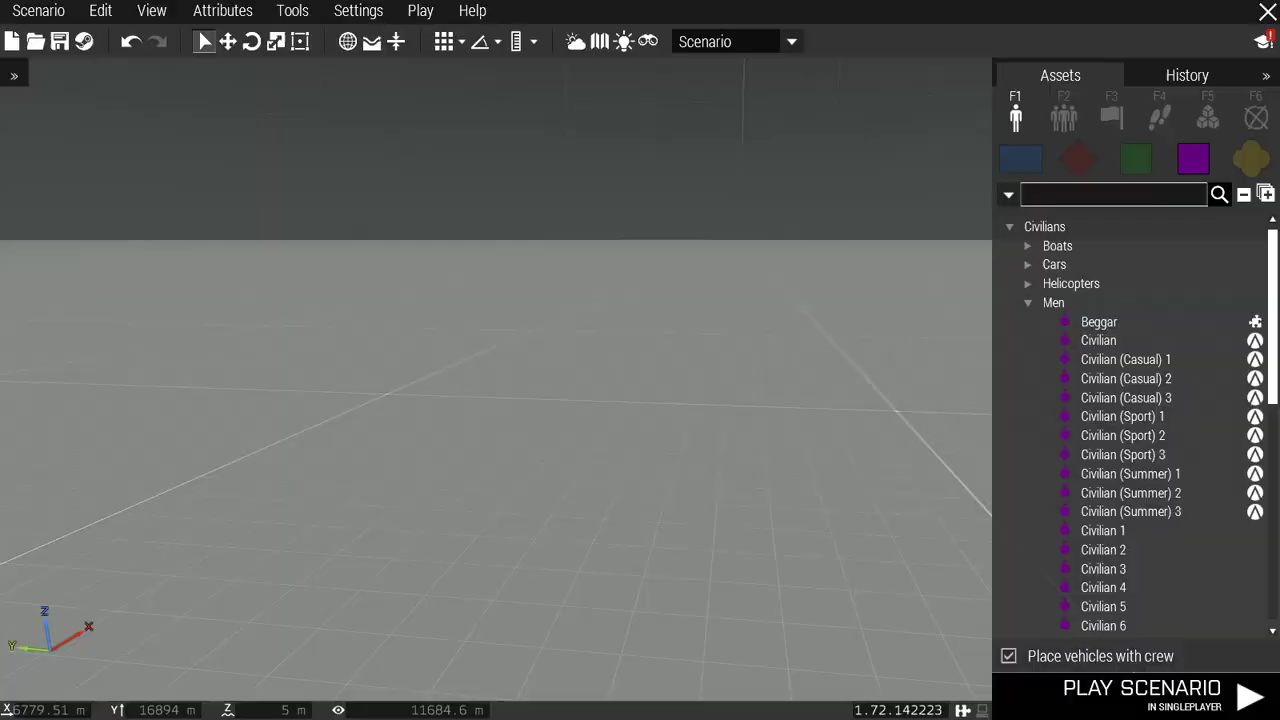 Scenario Edit View Attributes Tools Settings Play Help
Scenario
Assets History »
F1 F2 F3 F4 F5 F6
»
Civilians
Boats
Cars
Helicopters
Men
Beggar
Civilian
Civilian (Casual) 1
Civilian (Casual) 2
Civilian (Casual) 3
Civilian (Sport) 1
Civilian (Sport) 2
Civilian (Sport) 3
Civilian (Summer) 1
Civilian (Summer) 2
Civilian (Summer) 3
Civilian 1
Civilian 2
Civilian 3
Civilian 4
Civilian 5
Civilian 6
Z
X
Y
Place vehicles with crew
PLAY SCENARIO
IN SINGLEPLAYER
X 6779.51 m Y 16894 m Z 5 m 11684.6 m 1.72.142223